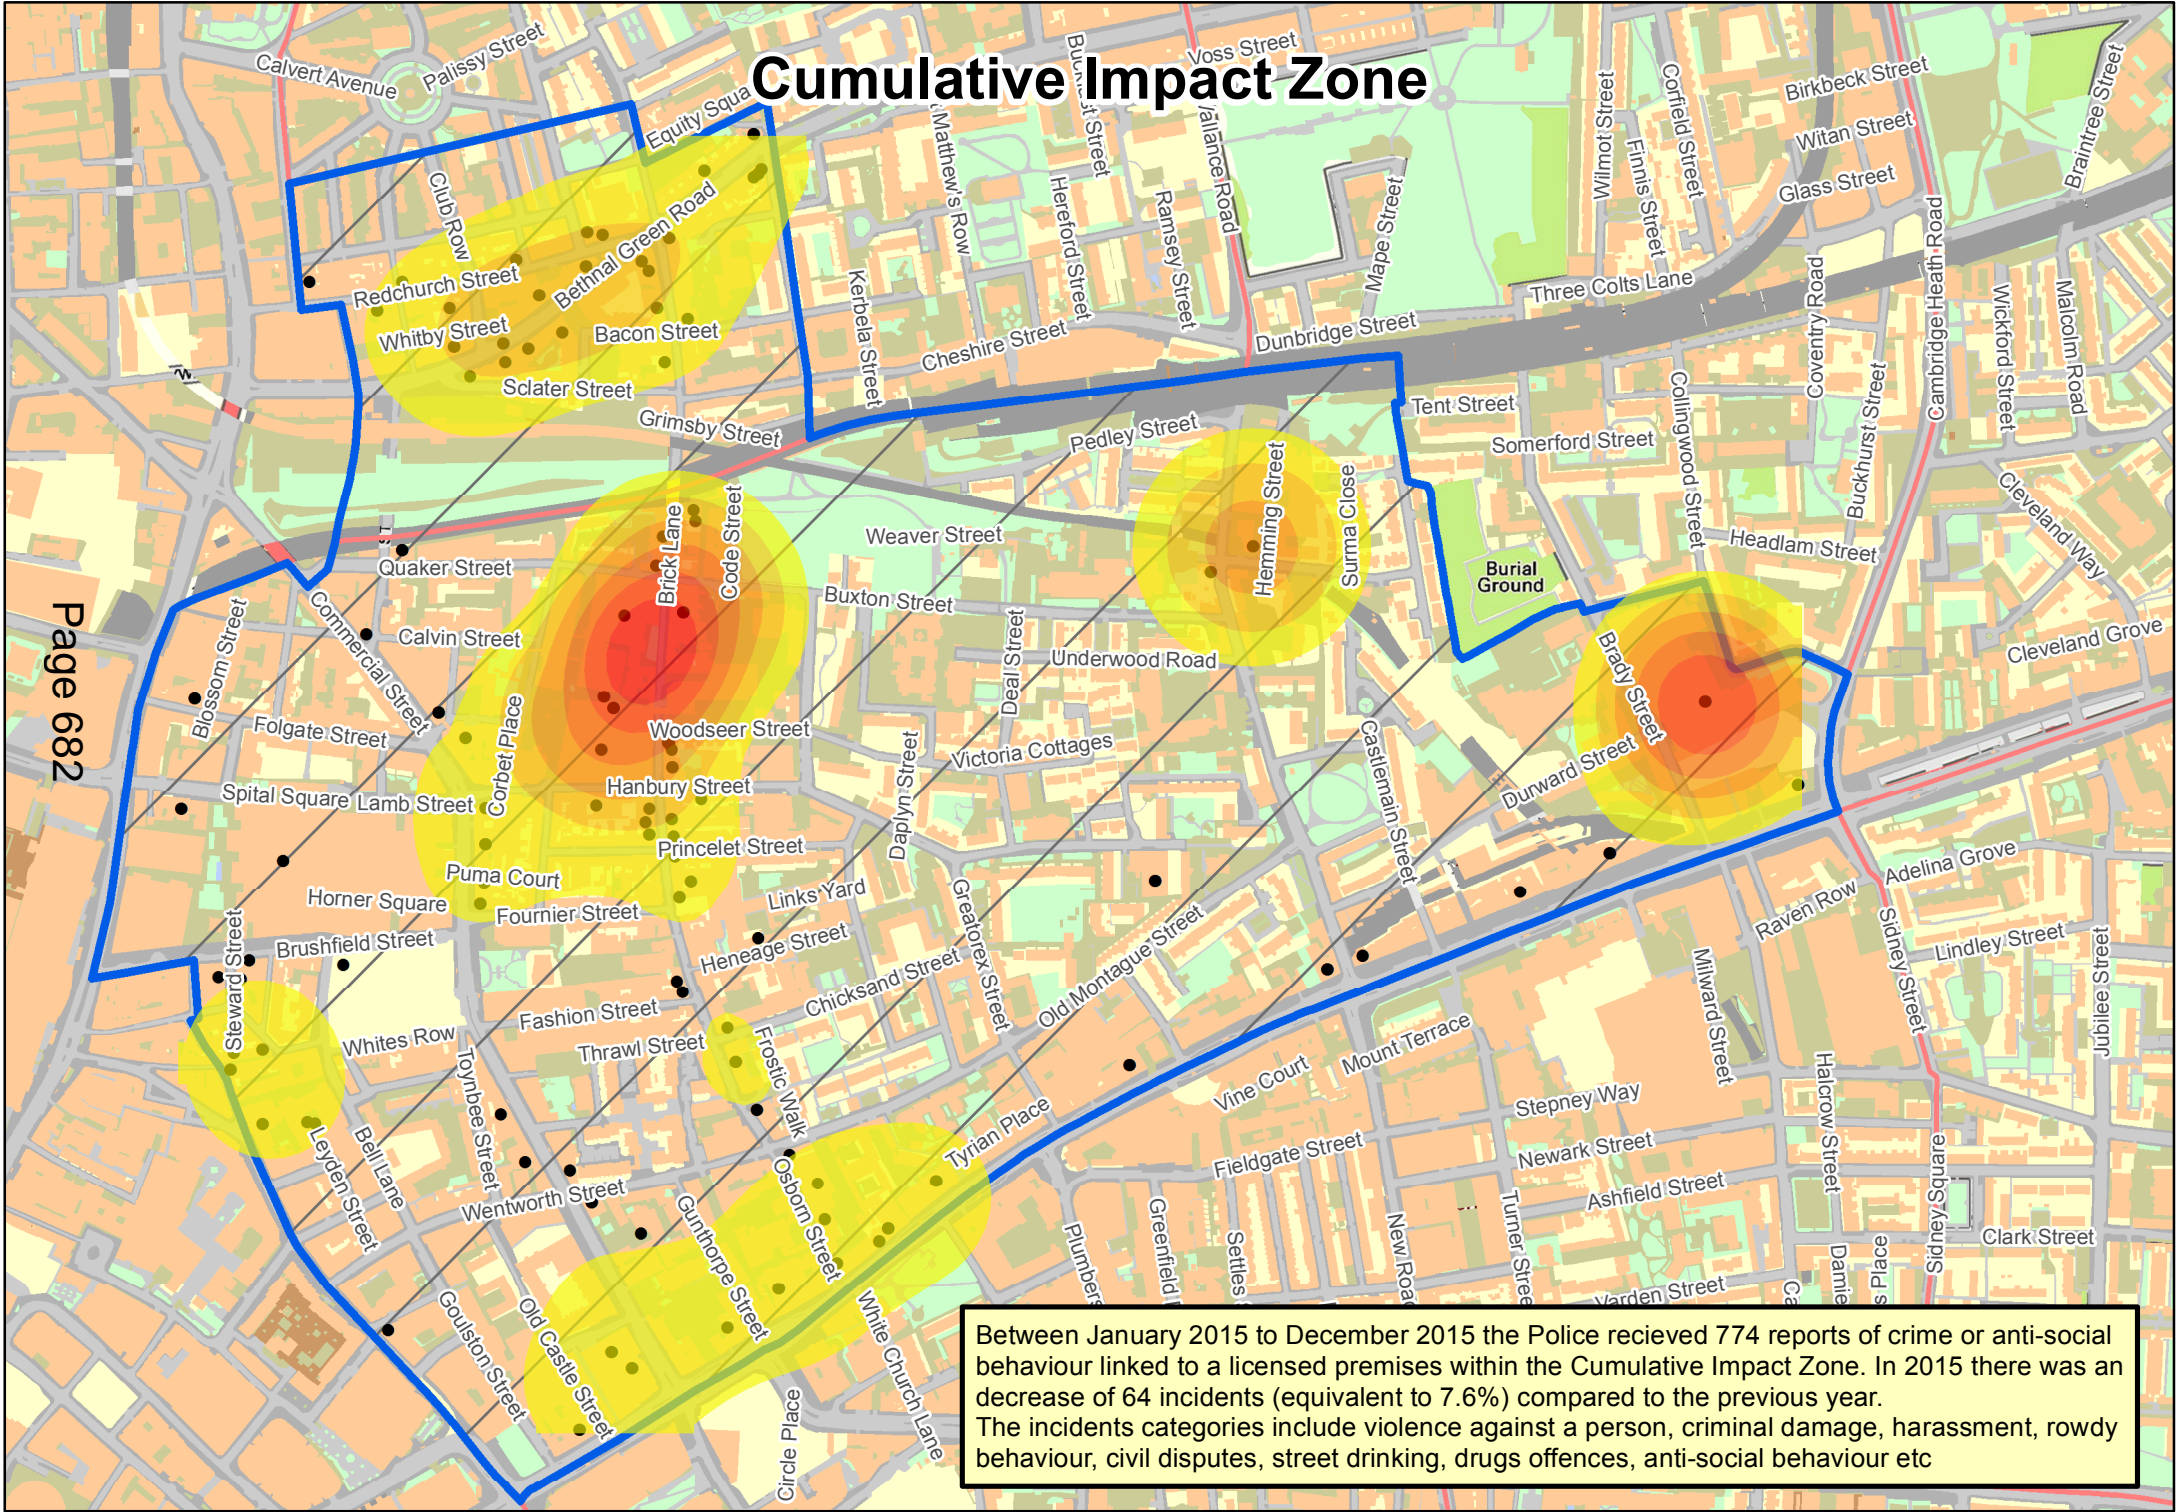 Cumulative Impact Zone
Calvert Avenue
Palissy Street
Voss Street
Equity Squa
Matthew's Row
Wilmot Street
Corfield Street
Finnis Street
Birkbeck Street
Witan Street
Glass Street
Braintree Street
Club Row
Redchurch Street
Bethnal Green Road
Whitby Street
Bacon Street
Sclater Street
Grimsby Street
Kerbela Street
Cheshire Street
Hereford Street
Ramsey Street
Mape Street
Dunbridge Street
Three Colts Lane
Coventry Road
Cambridge Heath Road
Wickford Street
Malcolm Road
Tent Street
Somerford Street
Collingwood Street
Buckhurst Street
Cleveland Way
Headlam Street
Cleveland Grove
Pedley Street
Hemming Street
Surma Close
Weaver Street
Burial
Ground
Brick Lane
Code Street
Quaker Street
Calvin Street
Commercial Street
Blossom Street
Folgate Street
Corbet Place
Spital Square
Lamb Street
Buxton Street
Deal Street
Underwood Road
Woodseer Street
Hanbury Street
Princelet Street
Victoria Cottages
Daplyn Street
Castlemain Street
Durward Street
Brady Street
Page 682
Puma Court
Horner Square
Fournier Street
Links Yard
Heneage Street
Greatorex Street
Chicksand Street
Old Montague Street
Brushfield Street
Steward Street
Whites Row
Fashion Street
Thrawl Street
Frostic Walk
Toynbee Street
Bell Lane
Leyden Street
Wentworth Street
Gunthorpe Street
Osborn Street
Tyrian Place
Vine Court
Mount Terrace
Fieldgate Street
Raven Row
Adelina Grove
Lindley Street
Sidney Street
Jubilee Street
Milward Street
Stepney Way
Newark Street
Ashfield Street
Halcrow Street
Sidney Square
Clark Street
Turner Stree
New Road
Settles
Greenfield
Plumbers
Varden Street
Damie
s Place
Ca
Goulston Street
Old Castle Street
White Church Lane
Circle Place
Between January 2015 to December 2015 the Police recieved 774 reports of crime or anti-social
behaviour linked to a licensed premises within the Cumulative Impact Zone. In 2015 there was an
decrease of 64 incidents (equivalent to 7.6%) compared to the previous year.
The incidents categories include violence against a person, criminal damage, harassment, rowdy
behaviour, civil disputes, street drinking, drugs offences, anti-social behaviour etc